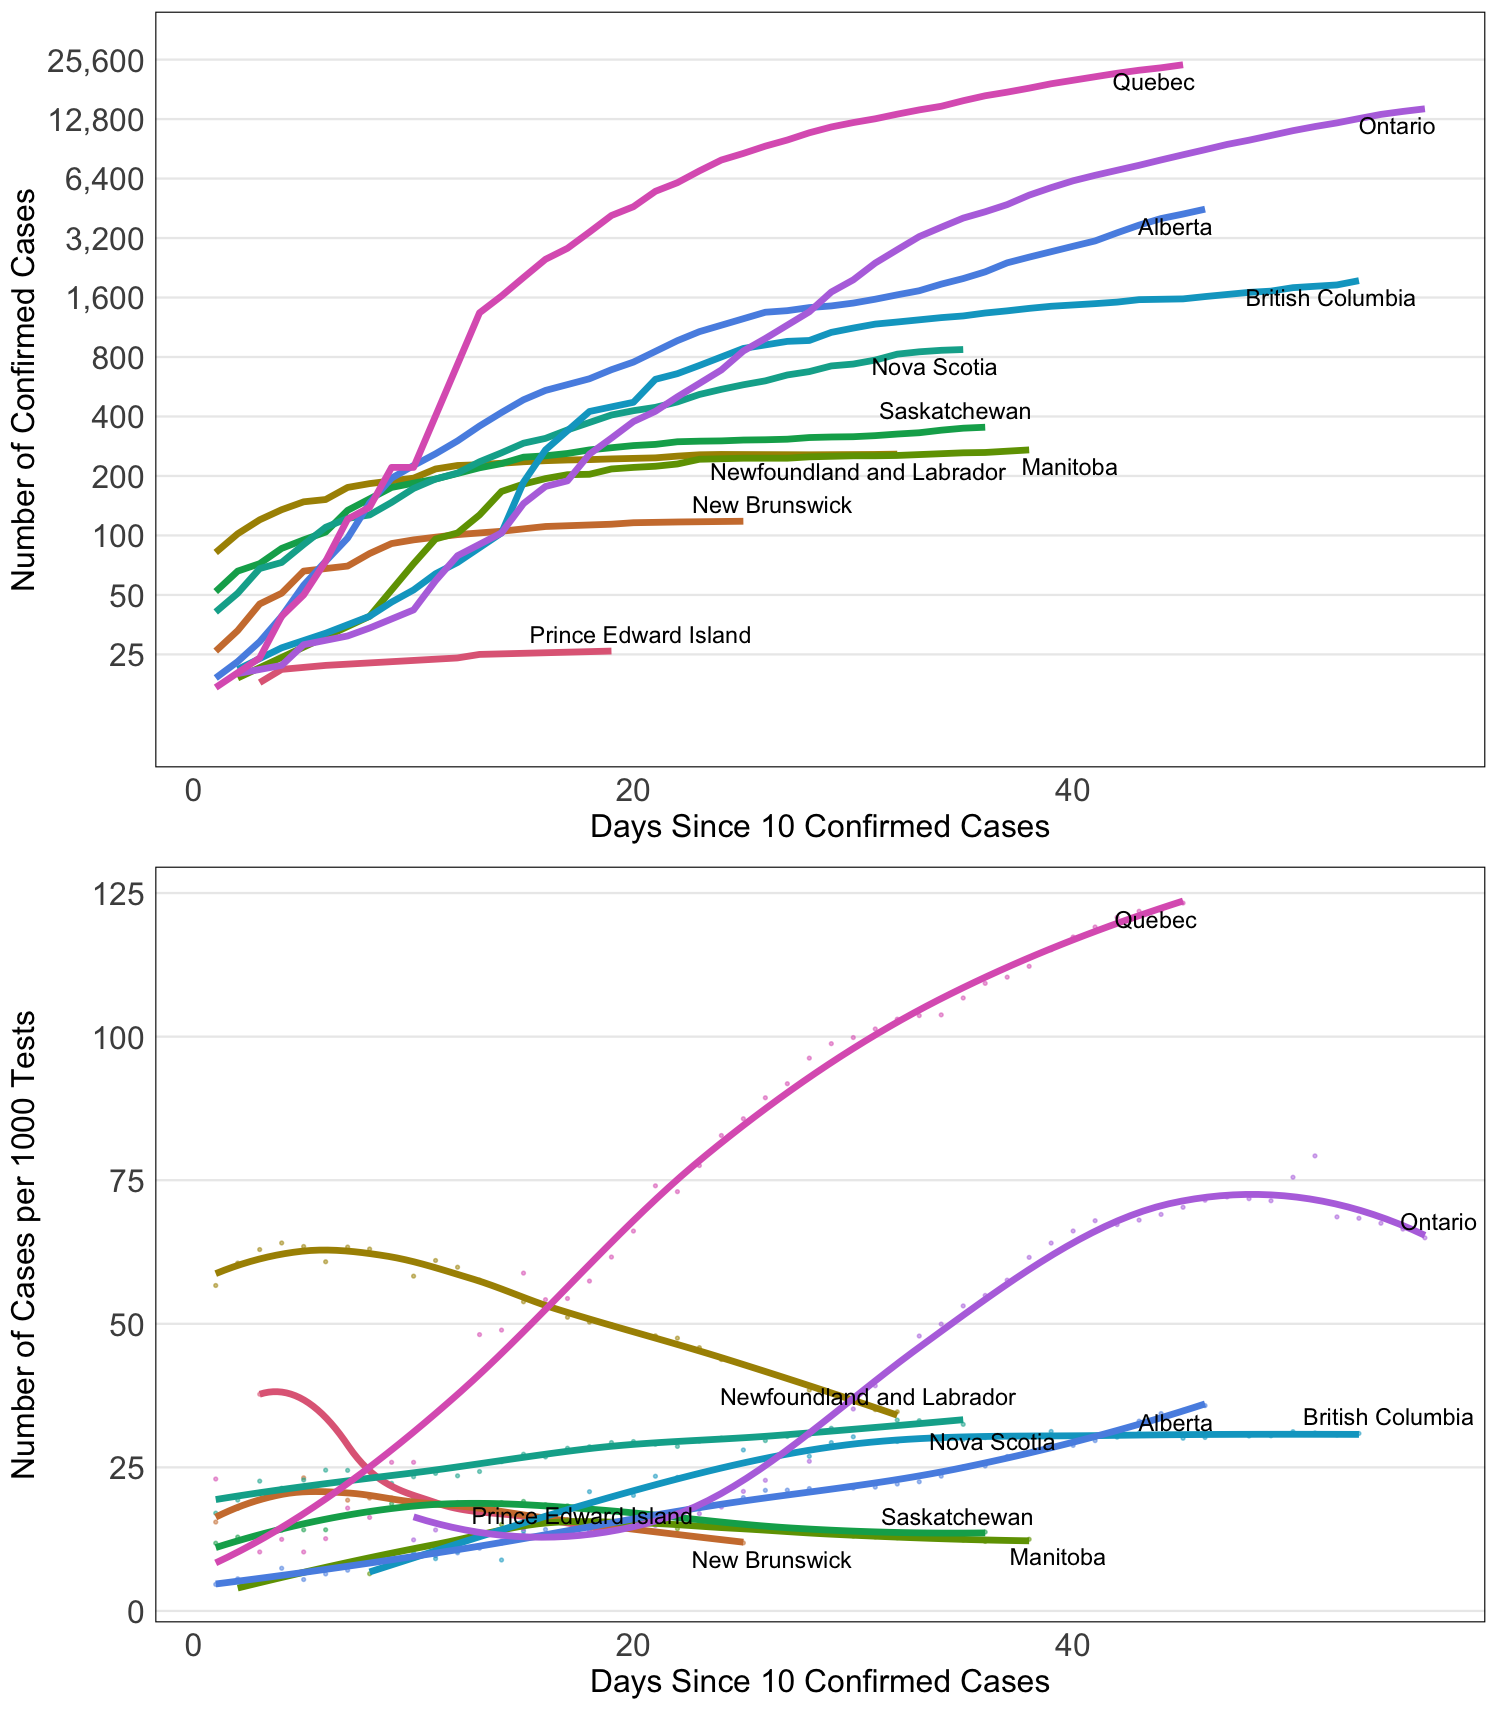 25,600
12,800
6,400
3,200
1,600
800
400
200
100
50
25
Number of Confirmed Cases
Quebec
Ontario
Alberta
British Columbia
Nova Scotia
Saskatchewan
Manitoba
Newfoundland and Labrador
New Brunswick
Prince Edward Island
0 20 40
Days Since 10 Confirmed Cases
125
100
75
50
25
0
Number of Cases per 1000 Tests
Quebec
Ontario
Newfoundland and Labrador
British Columbia
Alberta
Nova Scotia
Prince Edward Island
Saskatchewan
New Brunswick
Manitoba
0 20 40
Days Since 10 Confirmed Cases